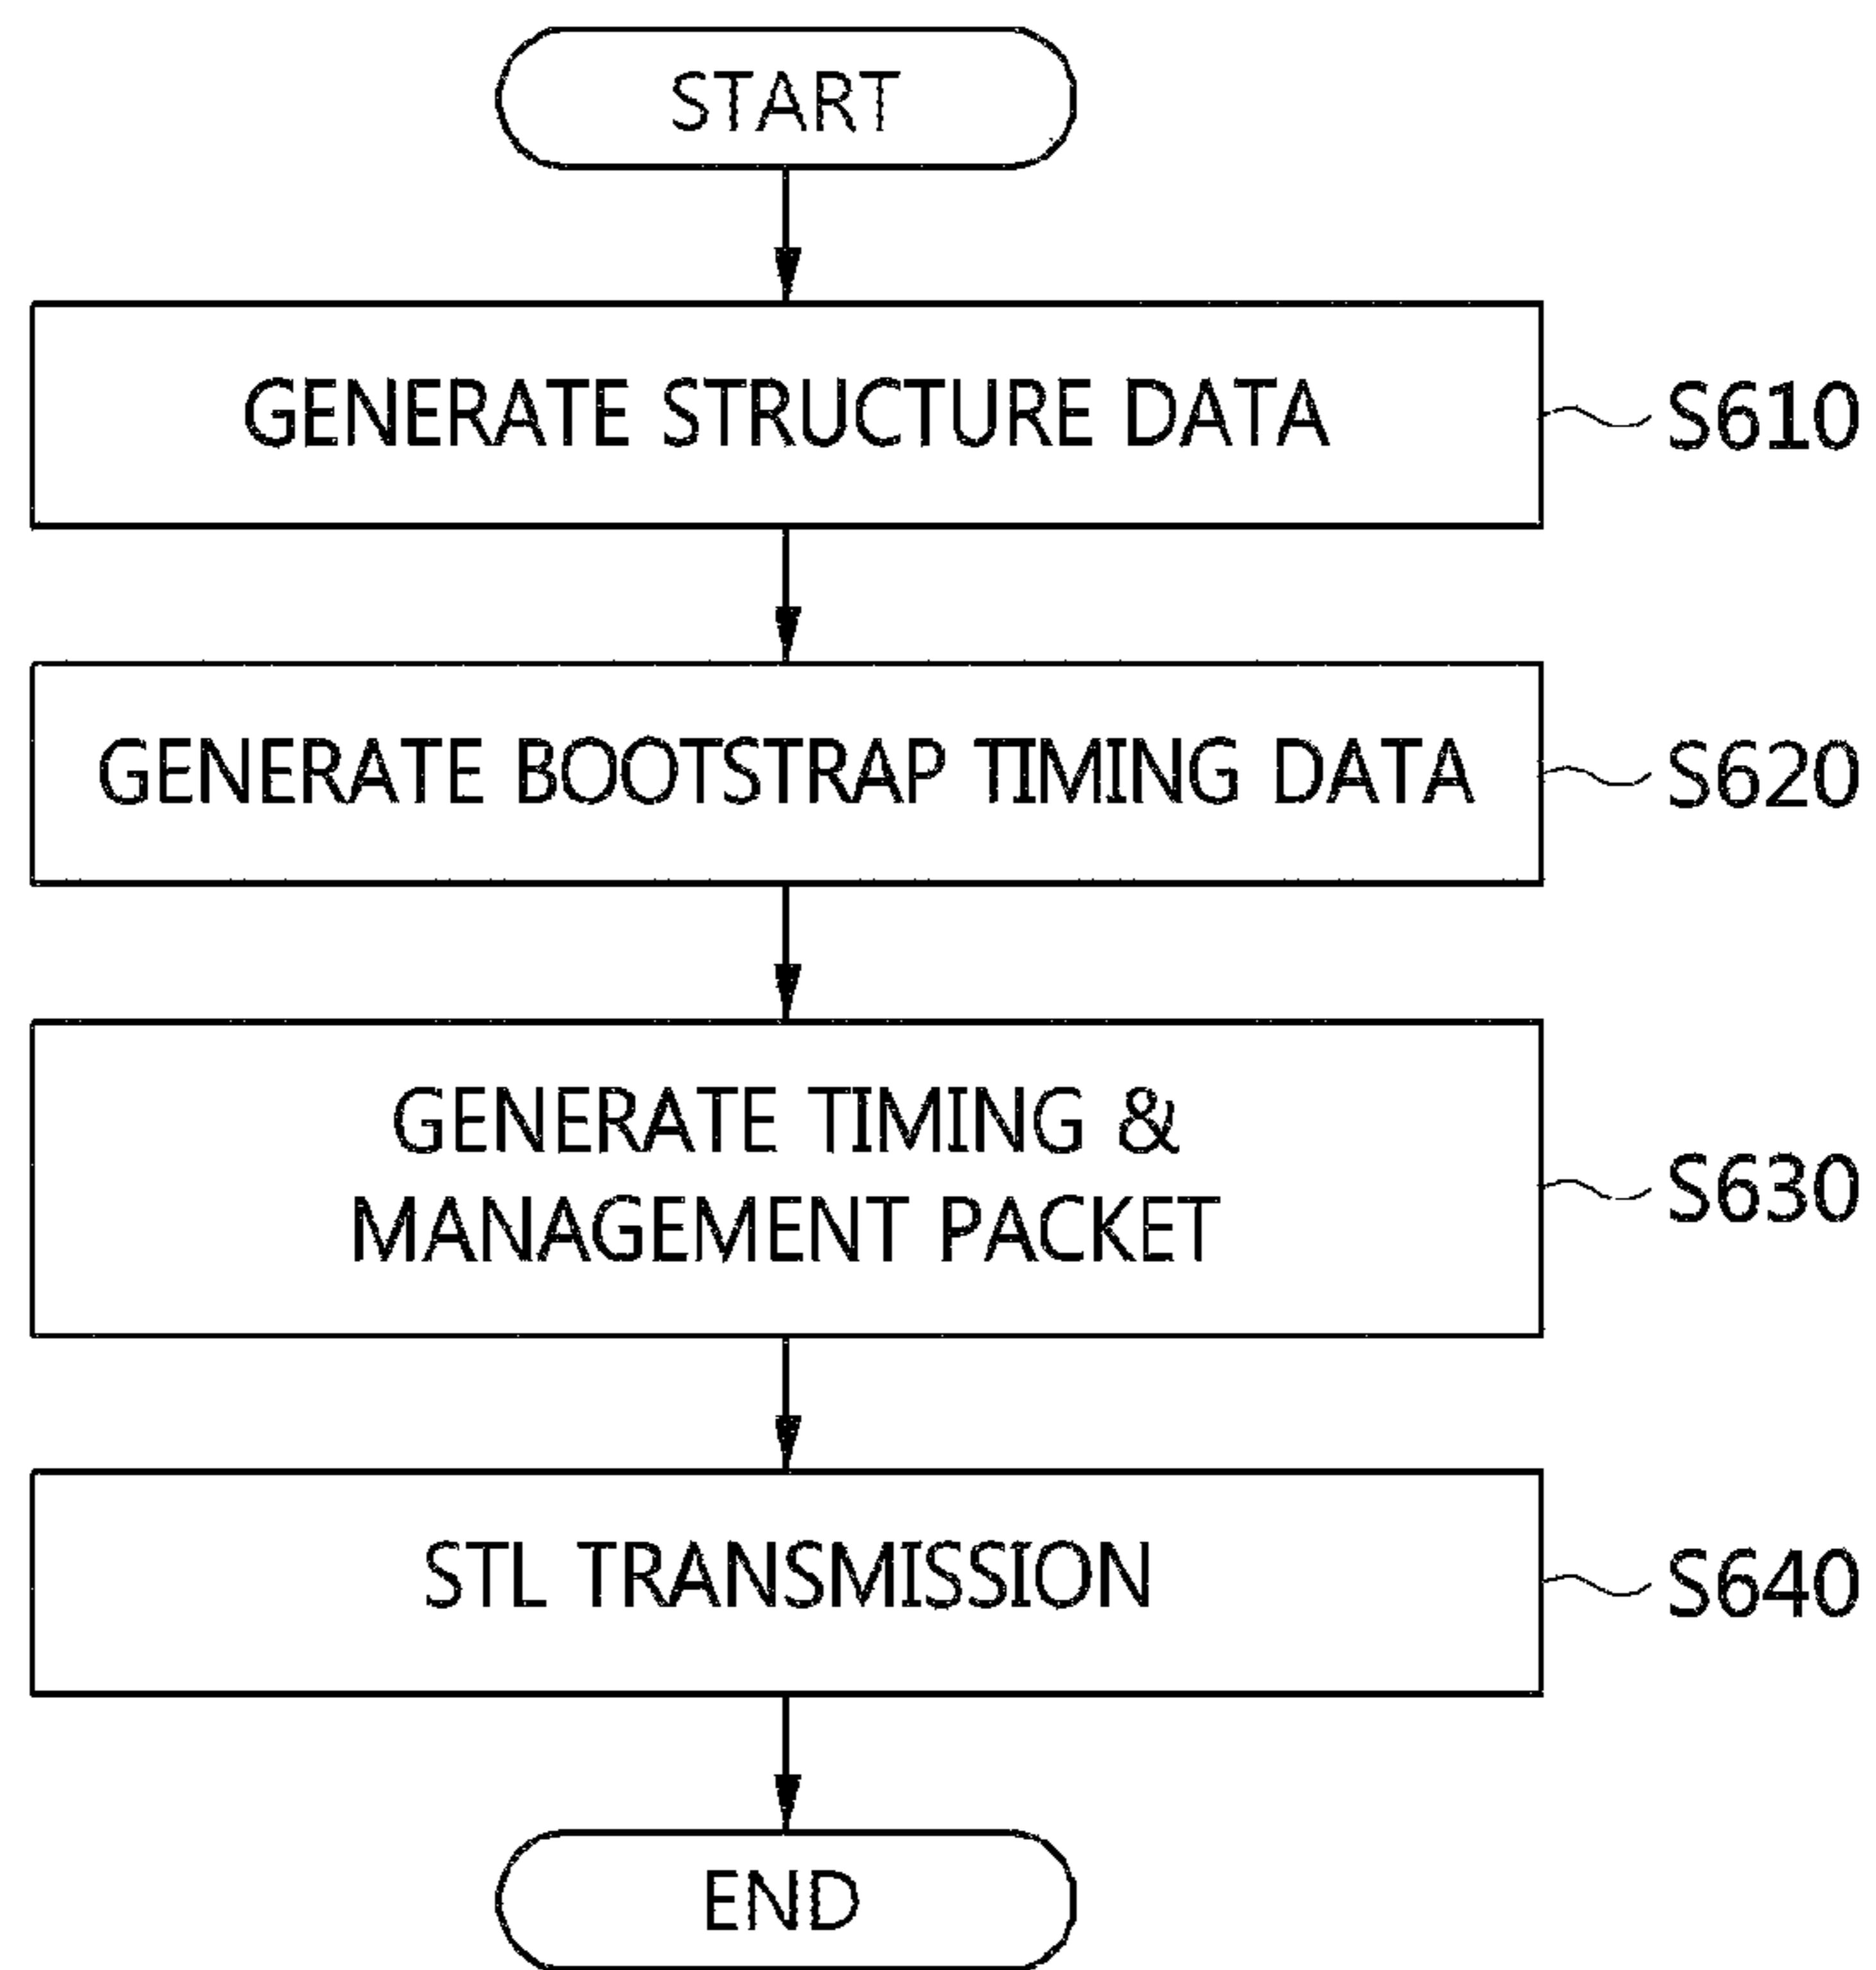 START
GENERATE STRUCTURE DATA
S610
GENERATE BOOTSTRAP TIMING DATA
S620
GENERATE TIMING &
MANAGEMENT PACKET
S630
STL TRANSMISSION
S640
END